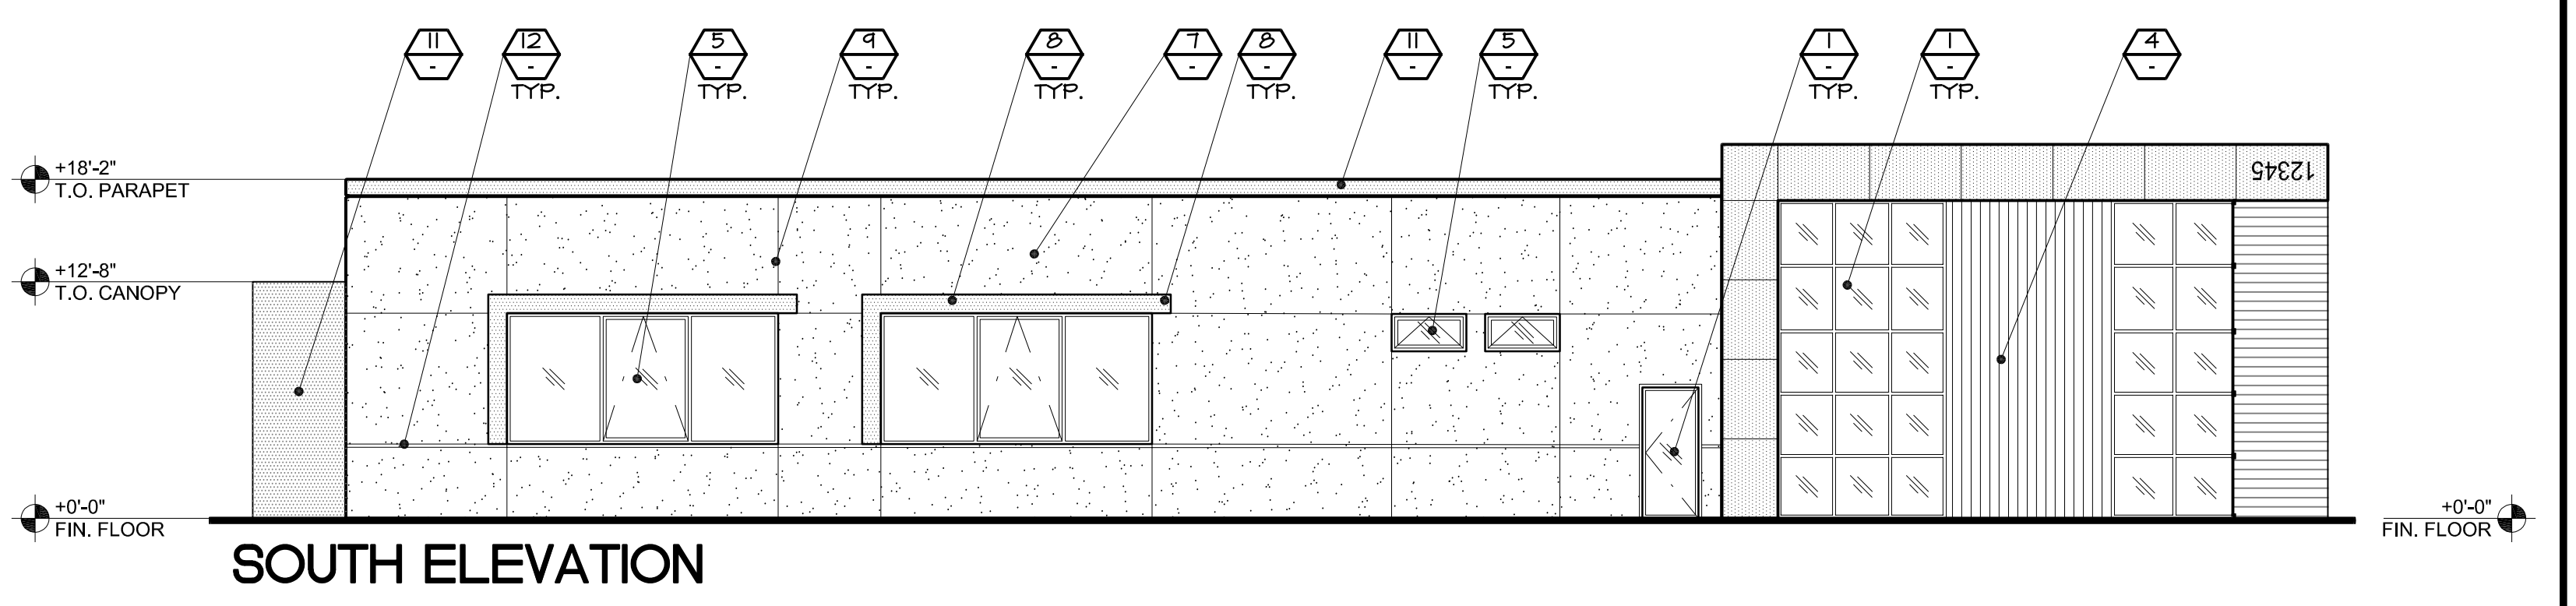 11
-
12
-
TYP.
5
-
TYP.
9
-
TYP.
8
-
TYP.
7
-
8
-
TYP.
11
-
5
-
TYP.
1
-
TYP.
1
-
TYP.
4
-
+18'-2"
T.O. PARAPET
12345
+12'-8"
T.O. CANOPY
+0'-0"
FIN. FLOOR
+0'-0"
FIN. FLOOR
SOUTH ELEVATION